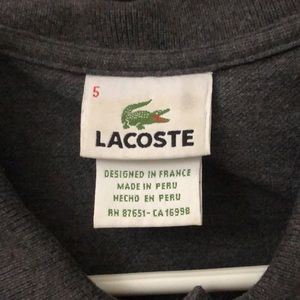 5
LACOSTE
DESIGNED IN FRANCE
MADE IN PERU
HECHO EN PERU
RN 87651-CA 16998